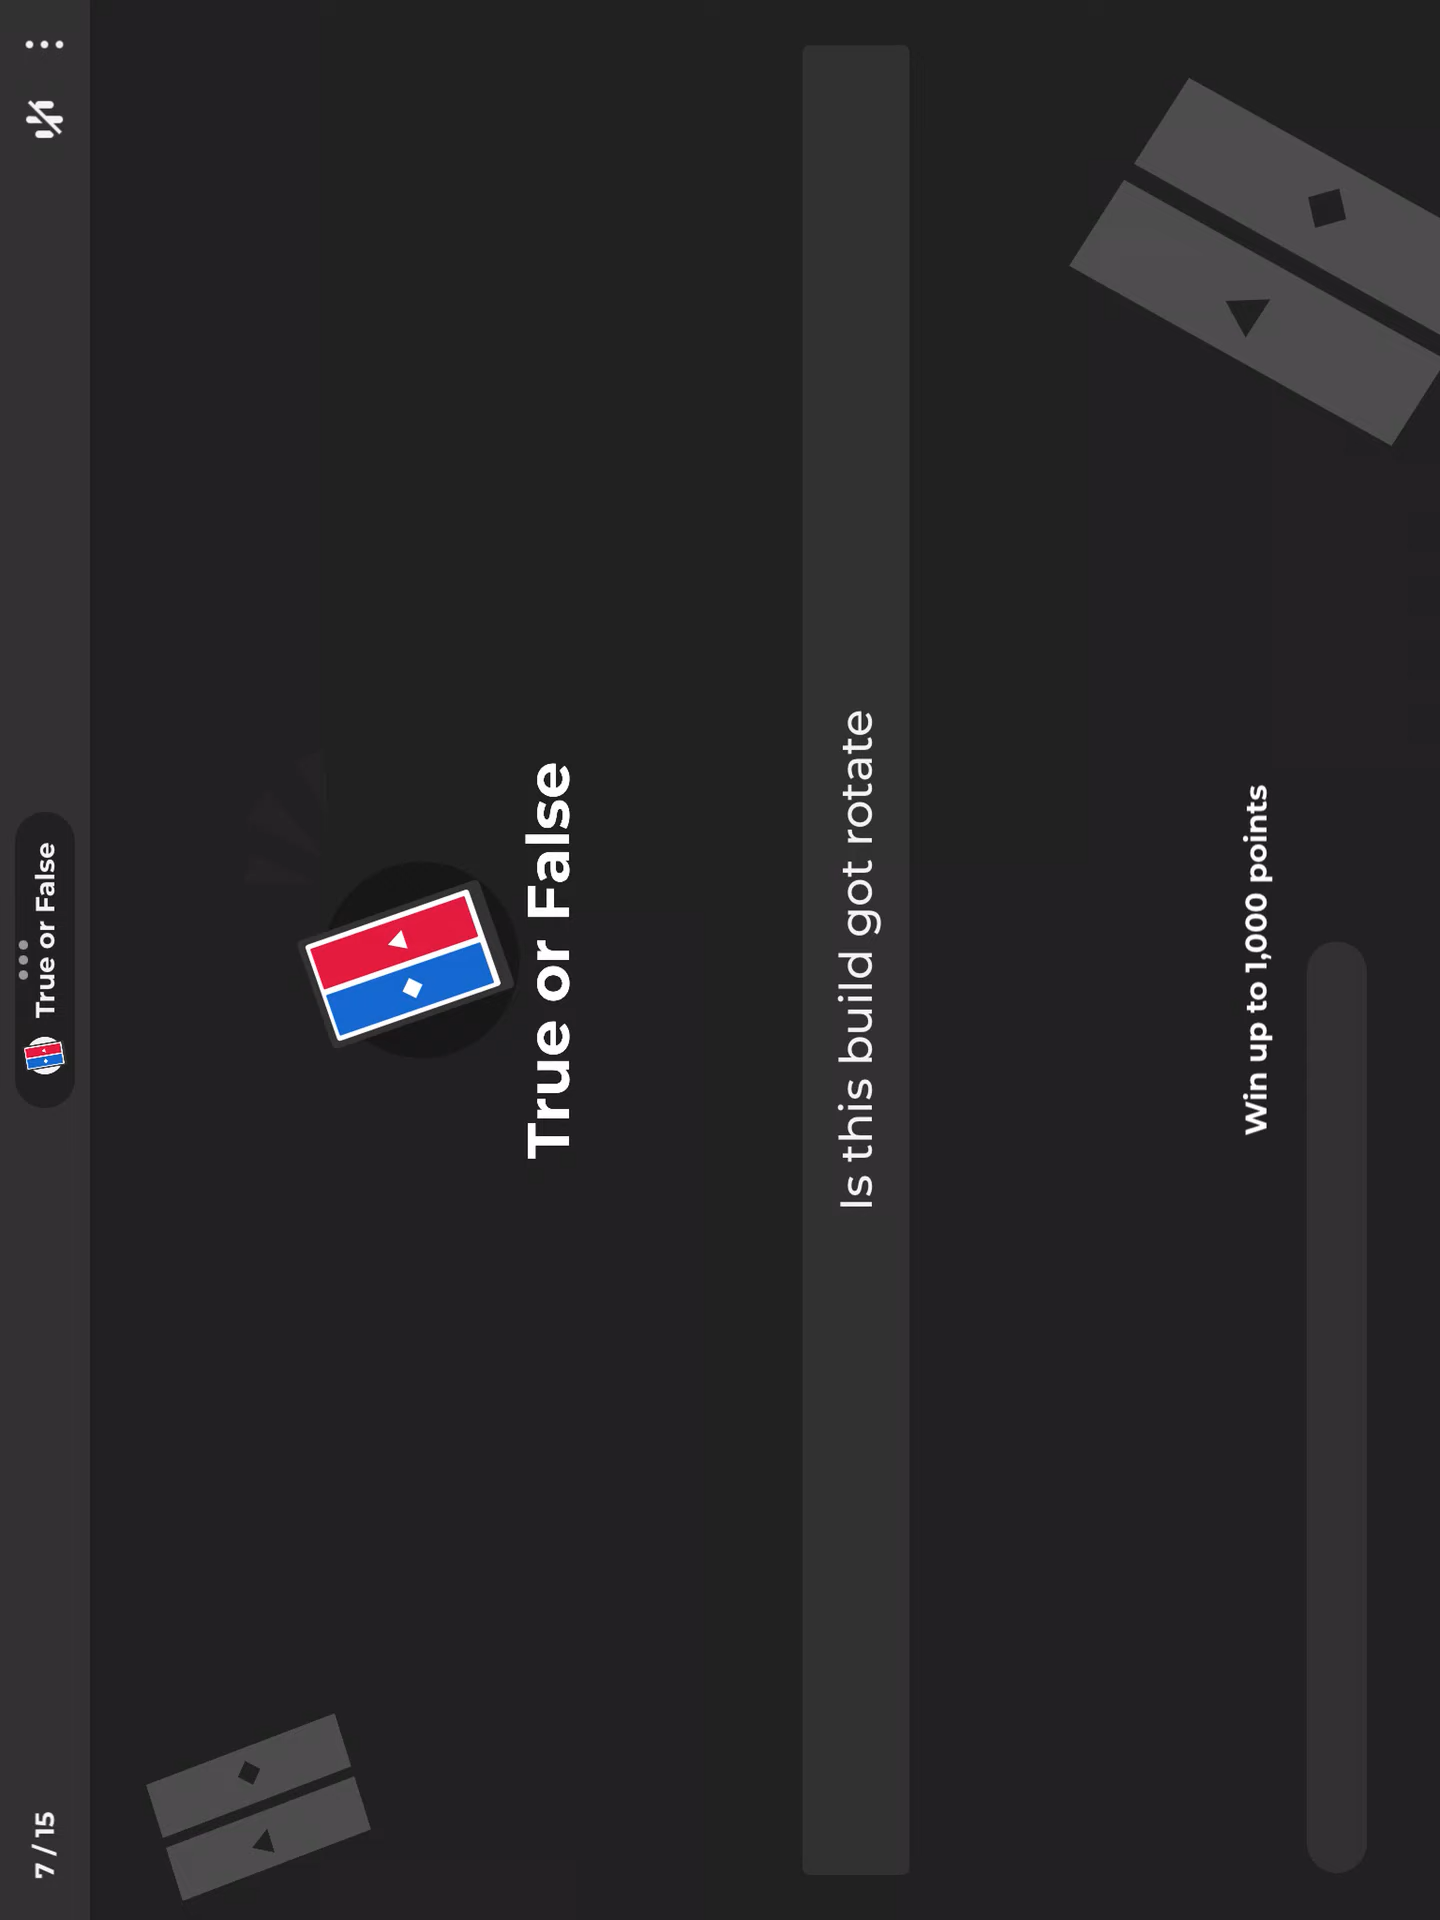 7 / 15
True or False
True or False
Is this build got rotate
Win up to 1,000 points